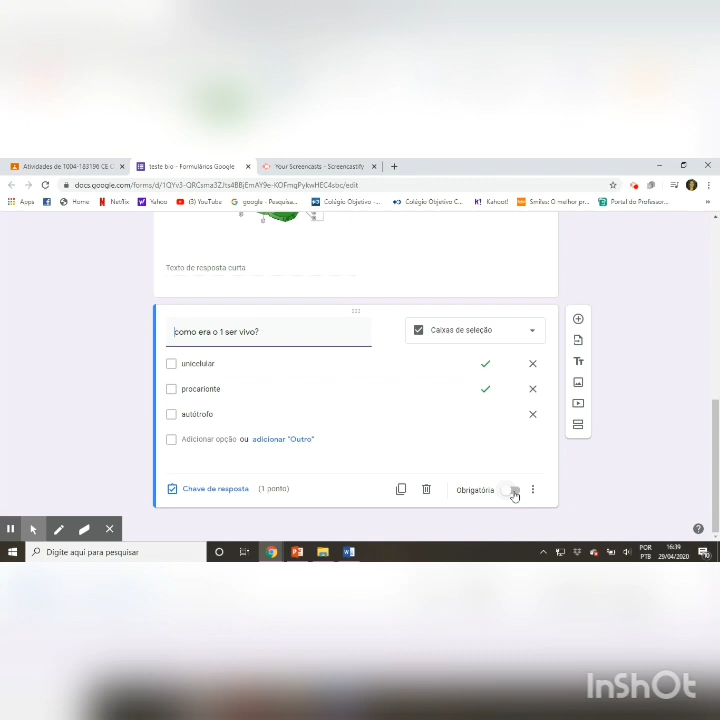 Atividades de 1004-183196 CE C
teste bio - Formulários Google
Your Screencasts - Screencastify
docs.google.com/forms/d/1QYv3-QRCsma3ZJts4BBjEmAY9e-KOFmgPykwHEC4sbc/edit
Apps
Home
Netflix
Yahoo
(3) YouTube
google - Pesquisa...
Colégio Objetivo -...
Colégio Objetivo C...
Kahoot!
Smiles: O melhor pr...
Portal do Professor...
Texto de resposta curta
como era o 1 ser vivo?
Caixas de seleção
unicelular
procarionte
autótrofo
Adicionar opção ou adicionar "Outro"
Chave de resposta (1 ponto)
Obrigatória
Digite aqui para pesquisar
POR
PTB
16:39
29/04/2020
InShOt